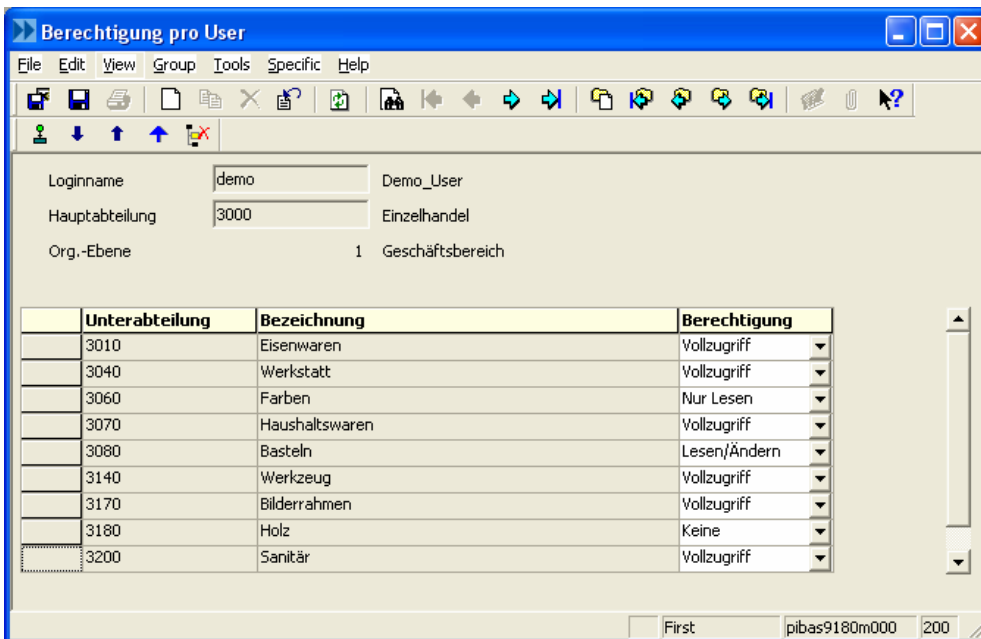 Berechtigung pro User
File Edit View Group Tools Specific Help
Loginname demo Demo_User
Hauptabteilung 3000 Einzelhandel
Org.-Ebene 1 Geschäftsbereich
Unterabteilung Bezeichnung Berechtigung
3010 Eisenwaren Vollzugriff
3040 Werkstatt Vollzugriff
3060 Farben Nur Lesen
3070 Haushaltswaren Vollzugriff
3080 Basteln Lesen/Ändern
3140 Werkzeug Vollzugriff
3170 Bilderrahmen Vollzugriff
3180 Holz Keine
3200 Sanitär Vollzugriff
First pibas9180m000 200